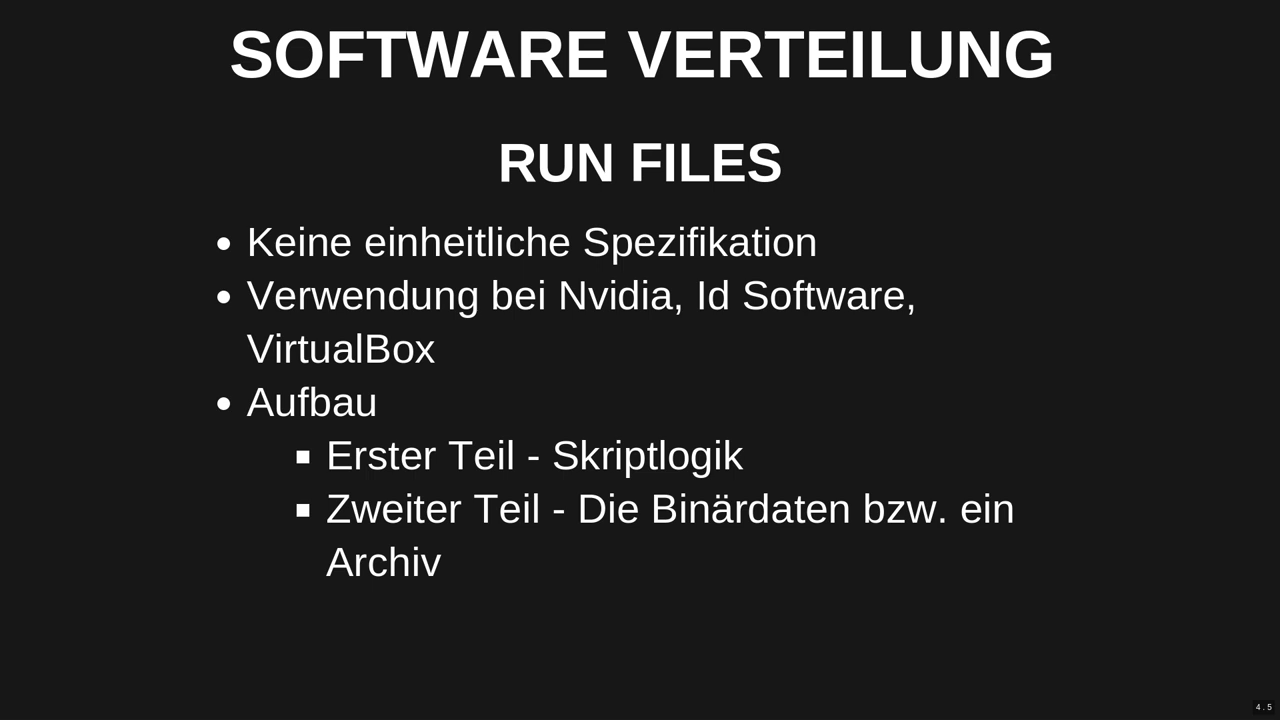 SOFTWARE VERTEILUNG
RUN FILES
• Keine einheitliche Spezifikation
• Verwendung bei Nvidia, Id Software,
VirtualBox
• Aufbau
▪ Erster Teil - Skriptlogik
▪ Zweiter Teil - Die Binärdaten bzw. ein
Archiv
4 . 5